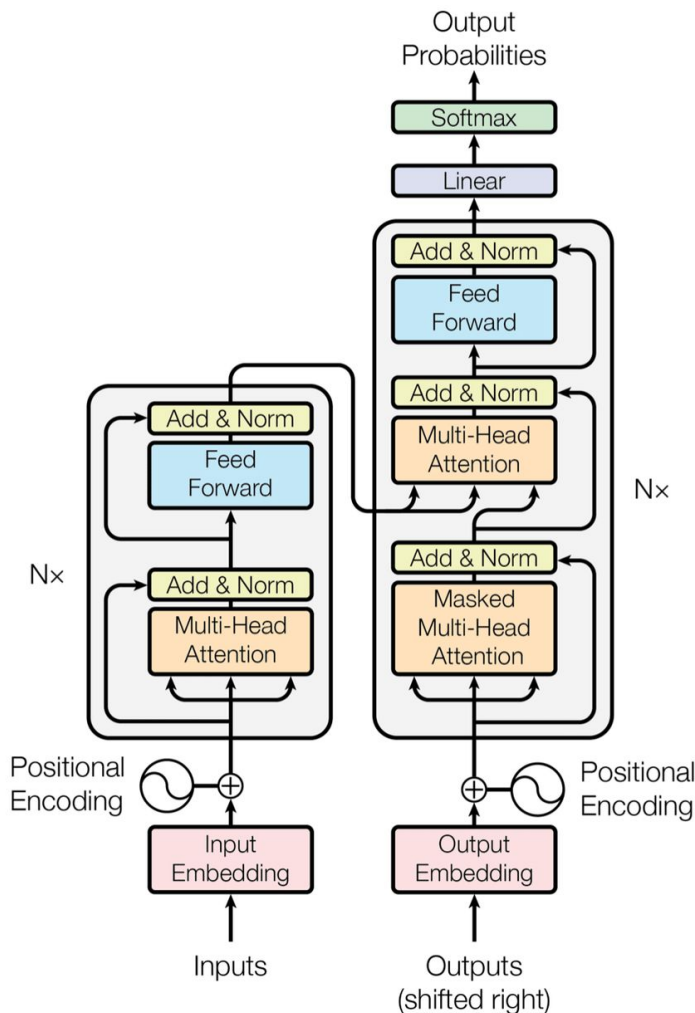 Output
Probabilities
Softmax
Linear
Add & Norm
Feed
Forward
Add & Norm
Multi-Head
Attention
Add & Norm
Masked
Multi-Head
Attention
Nx
Add & Norm
Feed
Forward
Add & Norm
Multi-Head
Attention
Nx
Positional
Encoding
Positional
Encoding
Input
Embedding
Output
Embedding
Inputs
Outputs
(shifted right)